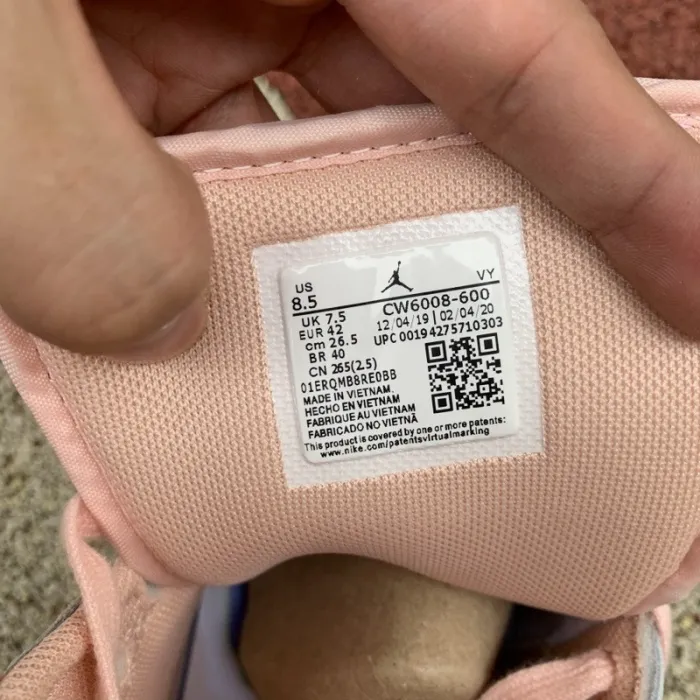 US VY
8.5
UK 7.5 CW6008-600
EUR 42 12/04/19 | 02/04/20
cm 26.5 UPC 00194275710303
BR 40
CN 265(2.5)
01ERQMB8RE0BB
MADE IN VIETNAM.
HECHO EN VIETNAM
FABRIQUE AU VIETNAM
FABRICADO NO VIETNÃ
This product is covered by one or more patents:
www.nike.com/patentsvirtualmarking